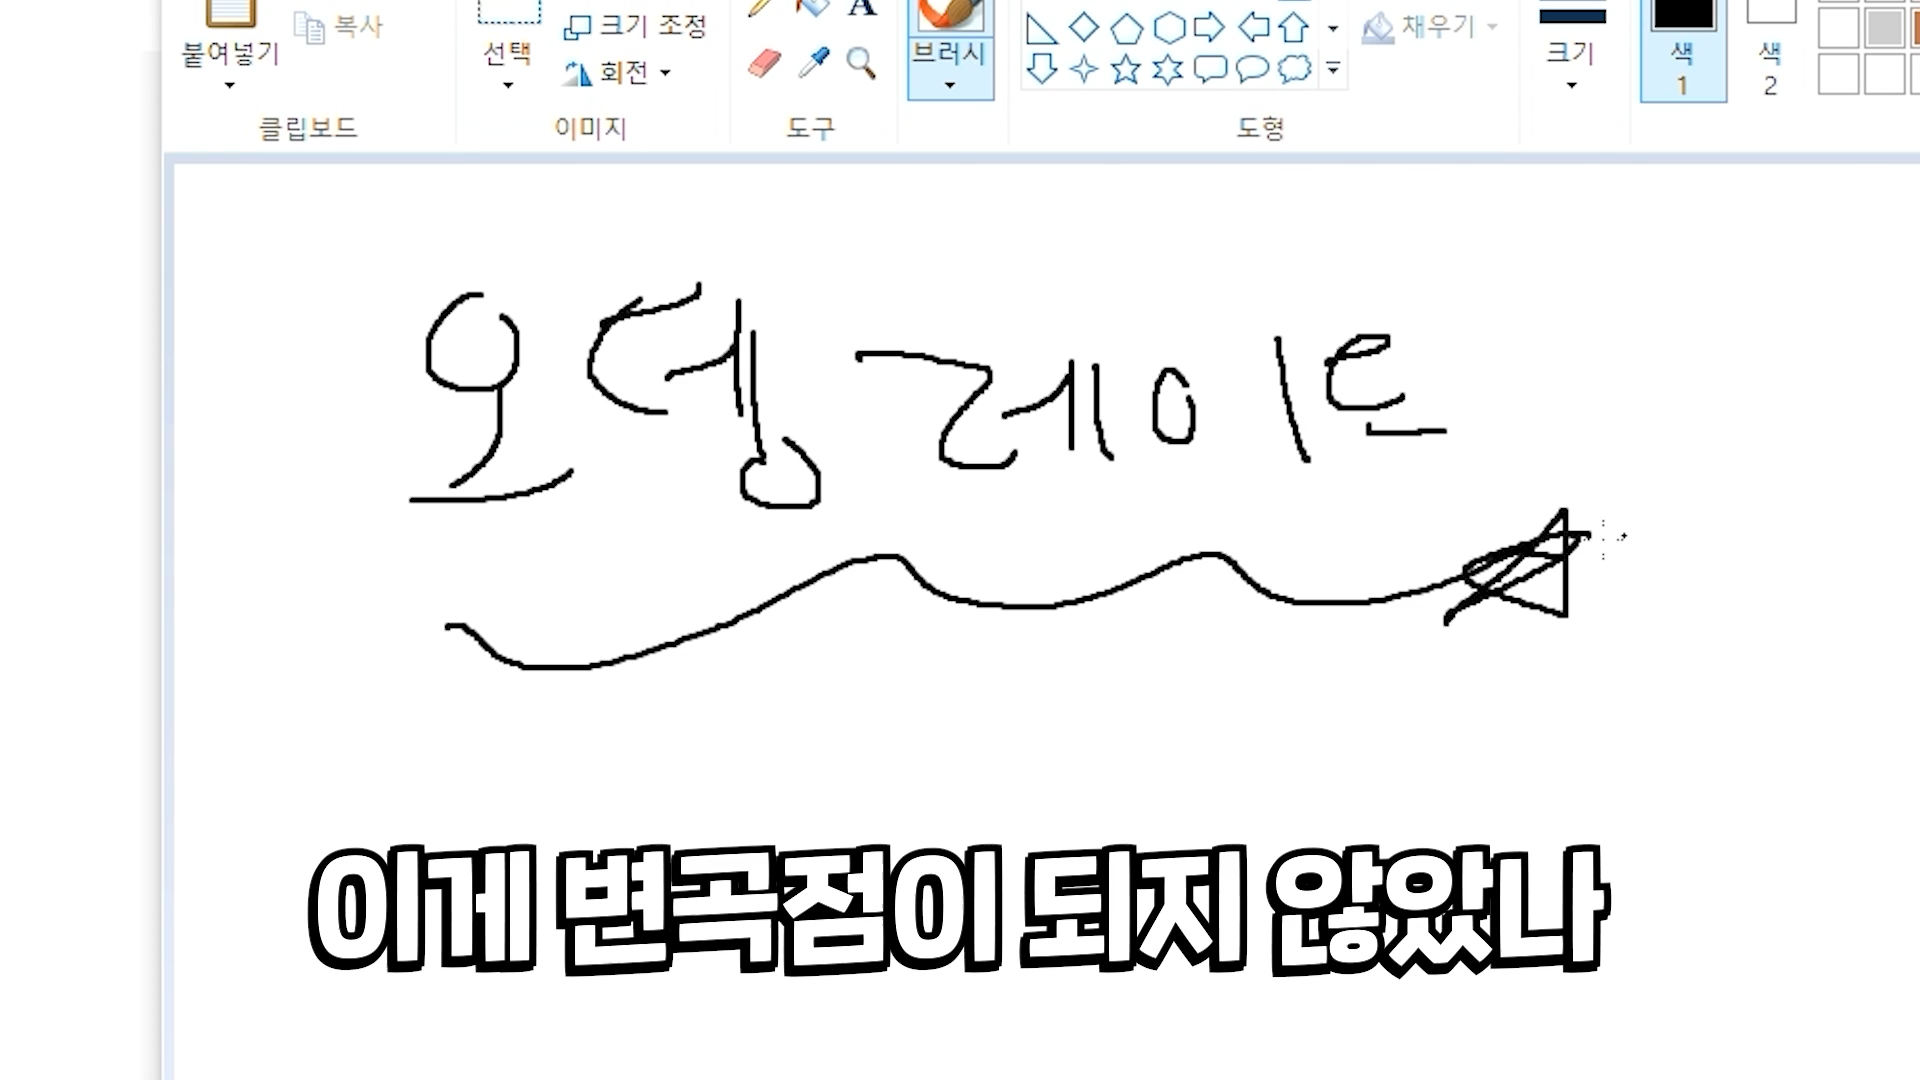 복사
크기 조정
붙여넣기
선택
회전
브러시
채우기
크기
색
1
색
2
클립보드
이미지
도구
도형
오뎅레이트
이게 변곡점이 되지 않았나